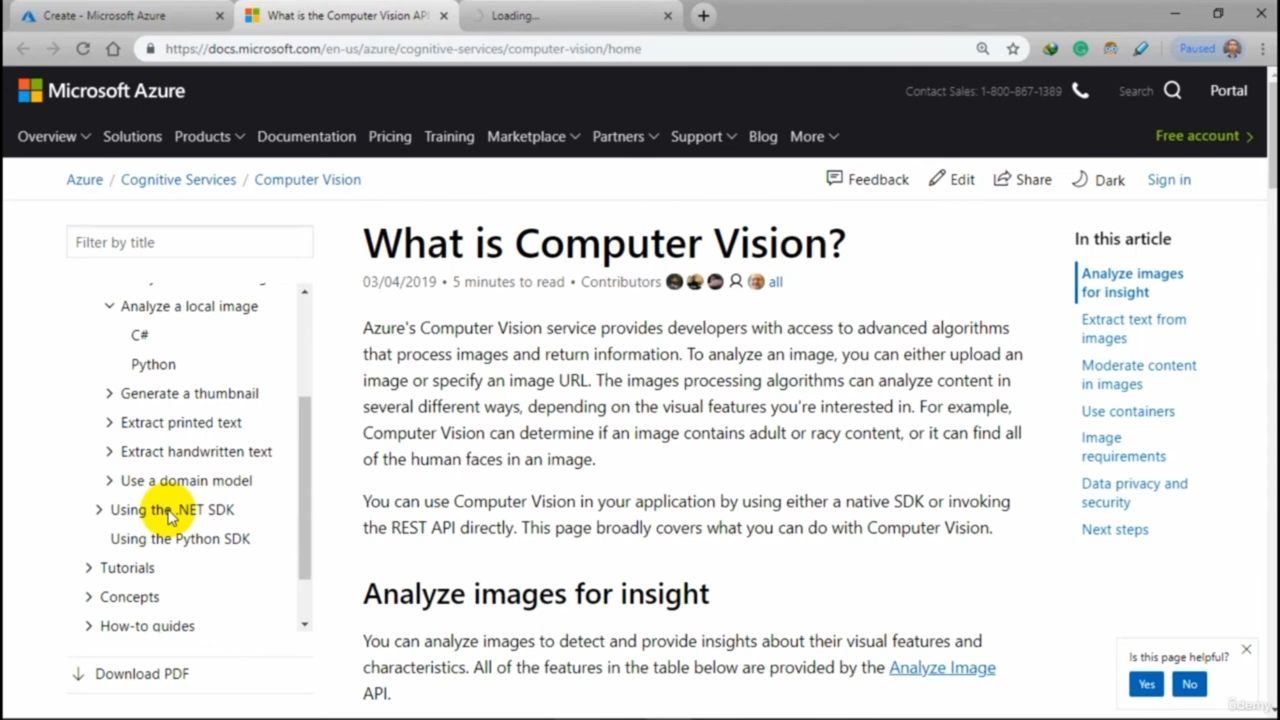 Create - Microsoft Azure
What is the Computer Vision API
Loading...
https://docs.microsoft.com/en-us/azure/cognitive-services/computer-vision/home
Paused
Microsoft Azure
Contact Sales: 1-800-867-1389
Search
Portal
Overview
Solutions
Products
Documentation
Pricing
Training
Marketplace
Partners
Support
Blog
More
Free account
Azure / Cognitive Services / Computer Vision
Feedback
Edit
Share
Dark
Sign in
Filter by title
Analyze a local image
C#
Python
Generate a thumbnail
Extract printed text
Extract handwritten text
Use a domain model
Using the .NET SDK
Using the Python SDK
Tutorials
Concepts
How-to guides
Download PDF
What is Computer Vision?
03/04/2019 • 5 minutes to read • Contributors all
Azure's Computer Vision service provides developers with access to advanced algorithms
that process images and return information. To analyze an image, you can either upload an
image or specify an image URL. The images processing algorithms can analyze content in
several different ways, depending on the visual features you're interested in. For example,
Computer Vision can determine if an image contains adult or racy content, or it can find all
of the human faces in an image.
You can use Computer Vision in your application by using either a native SDK or invoking
the REST API directly. This page broadly covers what you can do with Computer Vision.
Analyze images for insight
You can analyze images to detect and provide insights about their visual features and
characteristics. All of the features in the table below are provided by the Analyze Image
API.
In this article
Analyze images
for insight
Extract text from
images
Moderate content
in images
Use containers
Image
requirements
Data privacy and
security
Next steps
Is this page helpful?
Yes
No
ûdemy